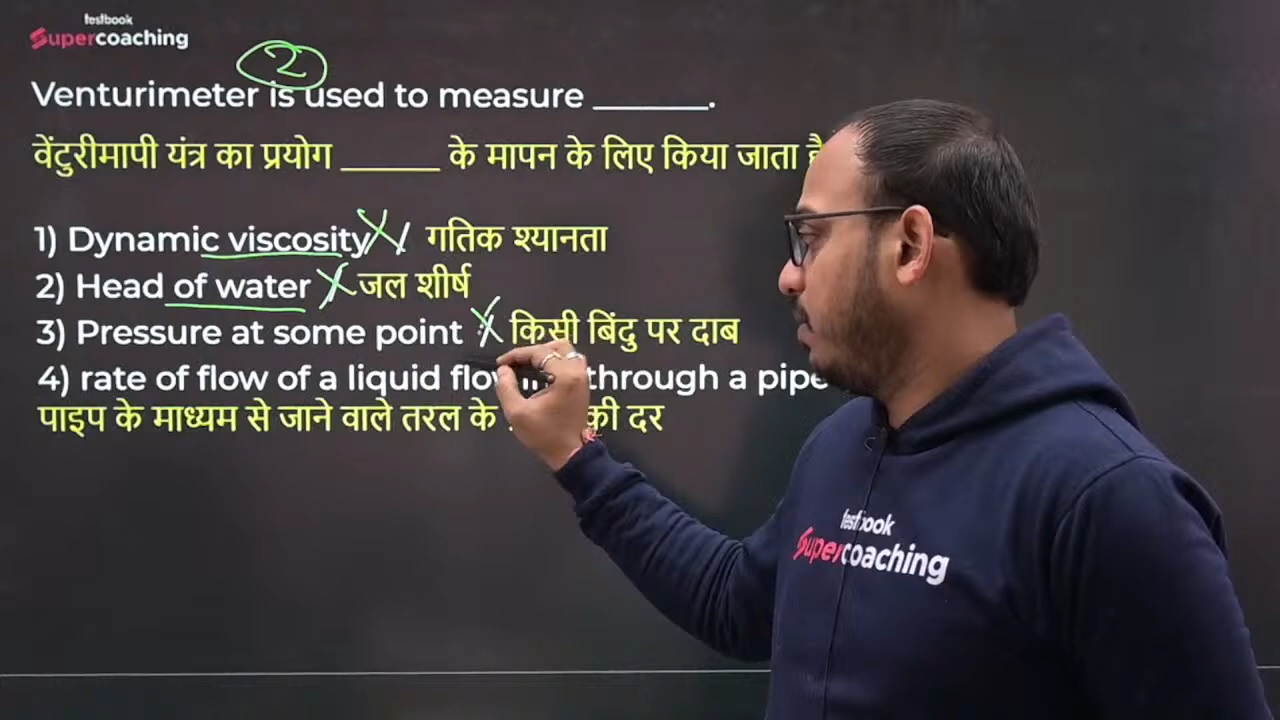 testbook
Supercoaching
2
Venturimeter is used to measure ______.
वेंटुरीमापी यंत्र का प्रयोग ______ के मापन के लिए किया जाता
1) Dynamic viscosity गतिक श्यानता
2) Head of water जल शीर्ष
3) Pressure at some point किसी बिंदु पर दाब
4) rate of flow of a liquid through a pipe
पाइप के माध्यम से जाने वाले तरल के की दर
testbook
Supercoaching